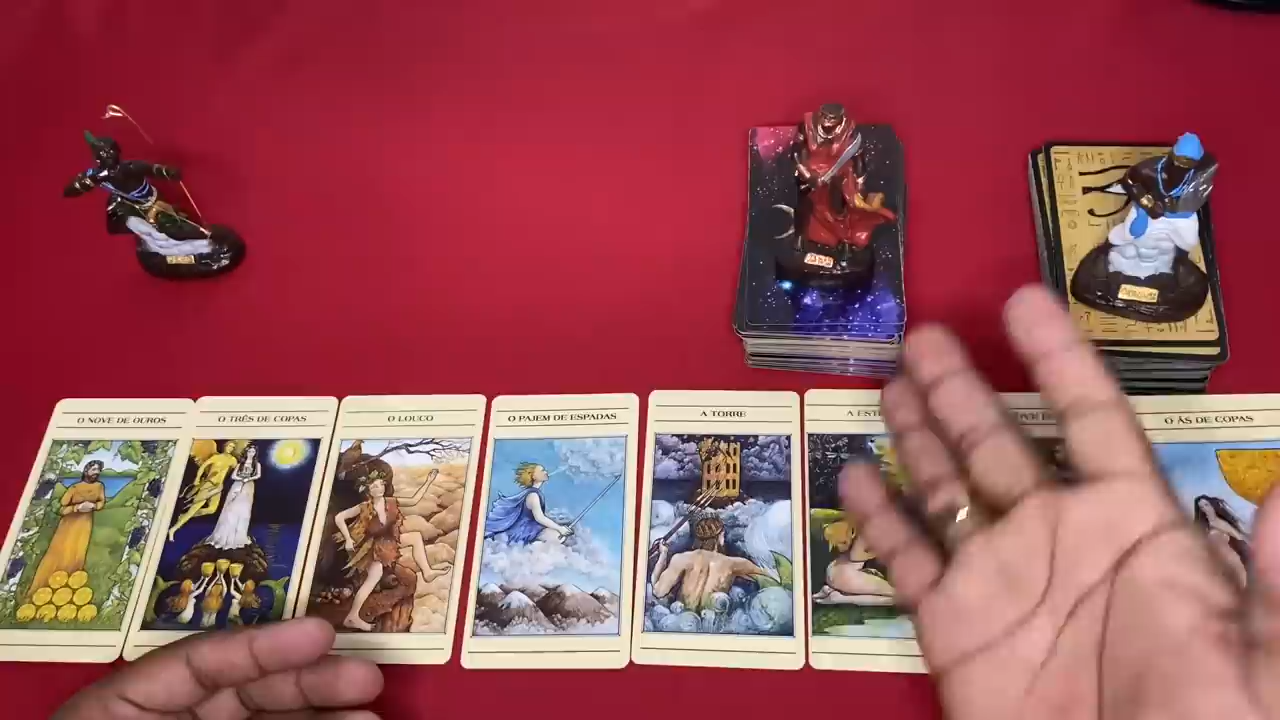 O NOVE DE OUROS
O TRÊS DE COPAS
O LOUCO
O PAJEM DE ESPADAS
A TORRE
O ÁS DE COPAS